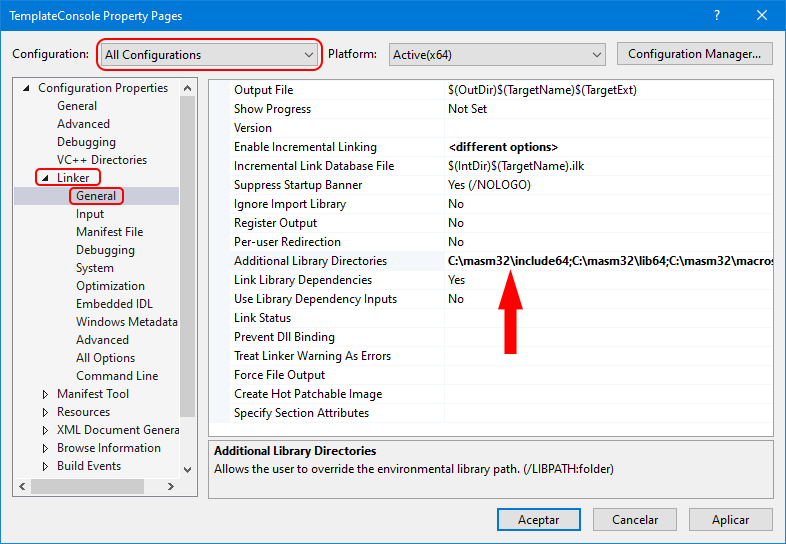 TemplateConsole Property Pages
? 
Configuration: All Configurations Platform: Active(x64) Configuration Manager...
Configuration Properties
General
Advanced
Debugging
VC++ Directories
Linker
General
Input
Manifest File
Debugging
System
Optimization
Embedded IDL
Windows Metadata
Advanced
All Options
Command Line
Manifest Tool
Resources
XML Document Genera
Browse Information
Build Events
Output File $(OutDir)$(TargetName)$(TargetExt)
Show Progress Not Set
Version
Enable Incremental Linking <different options>
Incremental Link Database File $(IntDir)$(TargetName).ilk
Suppress Startup Banner Yes (/NOLOGO)
Ignore Import Library No
Register Output No
Per-user Redirection No
Additional Library Directories C:\masm32\include64;C:\masm32\lib64;C:\masm32\macros
Link Library Dependencies Yes
Use Library Dependency Inputs No
Link Status
Prevent Dll Binding
Treat Linker Warning As Errors
Force File Output
Create Hot Patchable Image
Specify Section Attributes
Additional Library Directories
Allows the user to override the environmental library path. (/LIBPATH:folder)
Aceptar Cancelar Aplicar